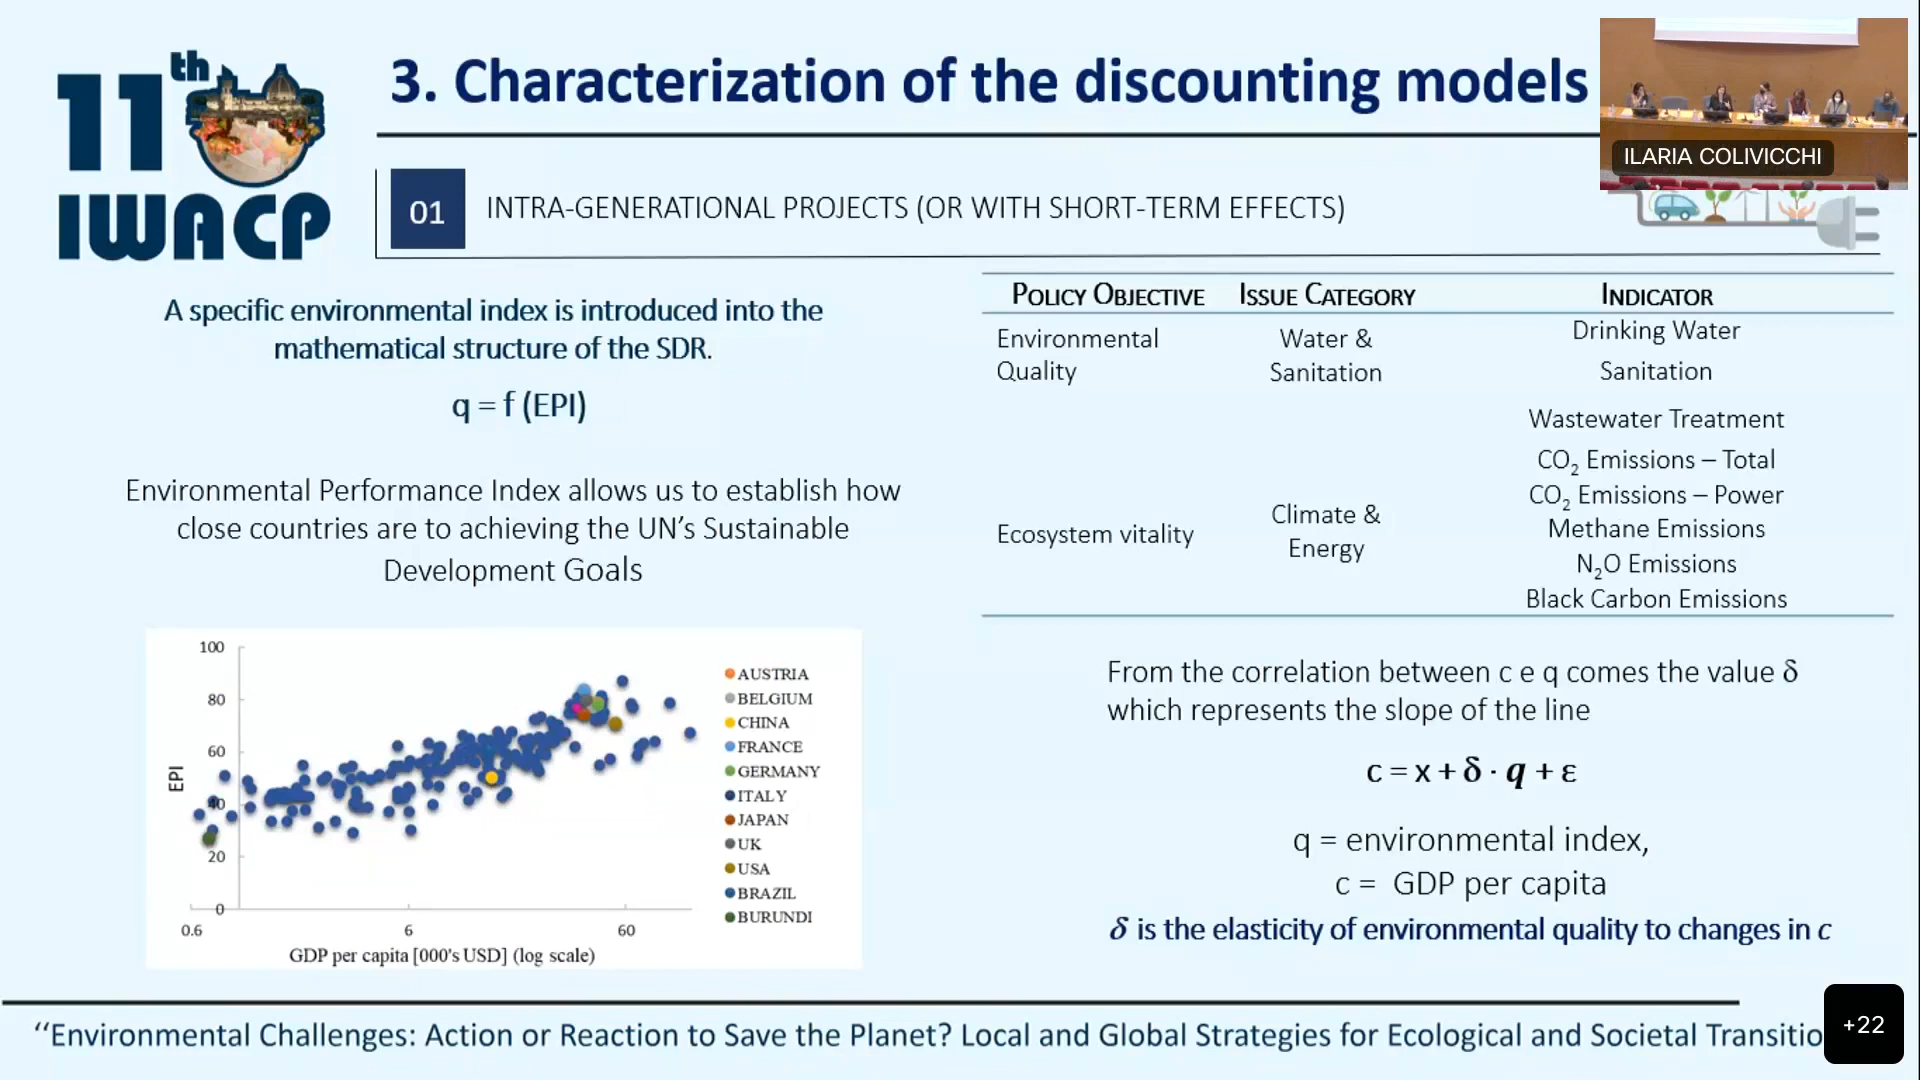 11th
IWACP
3. Characterization of the discounting models
ILARIA COLIVICCHI
01
INTRA-GENERATIONAL PROJECTS (OR WITH SHORT-TERM EFFECTS)
A specific environmental index is introduced into the
mathematical structure of the SDR.
q = f (EPI)
Environmental Performance Index allows us to establish how
close countries are to achieving the UN’s Sustainable
Development Goals
100
80
60
40
20
0
EPI
0.6
6
60
GDP per capita [000's USD] (log scale)
AUSTRIA
BELGIUM
CHINA
FRANCE
GERMANY
ITALY
JAPAN
UK
USA
BRAZIL
BURUNDI
POLICY OBJECTIVE ISSUE CATEGORY INDICATOR
Environmental
Quality
Water &
Sanitation
Drinking Water
Sanitation
Ecosystem vitality
Climate &
Energy
Wastewater Treatment
CO2 Emissions – Total
CO2 Emissions – Power
Methane Emissions
N2O Emissions
Black Carbon Emissions
From the correlation between c e q comes the value δ
which represents the slope of the line
c = x + δ · q + ε
q = environmental index,
c = GDP per capita
δ is the elasticity of environmental quality to changes in c
“Environmental Challenges: Action or Reaction to Save the Planet? Local and Global Strategies for Ecological and Societal Transitio
+22